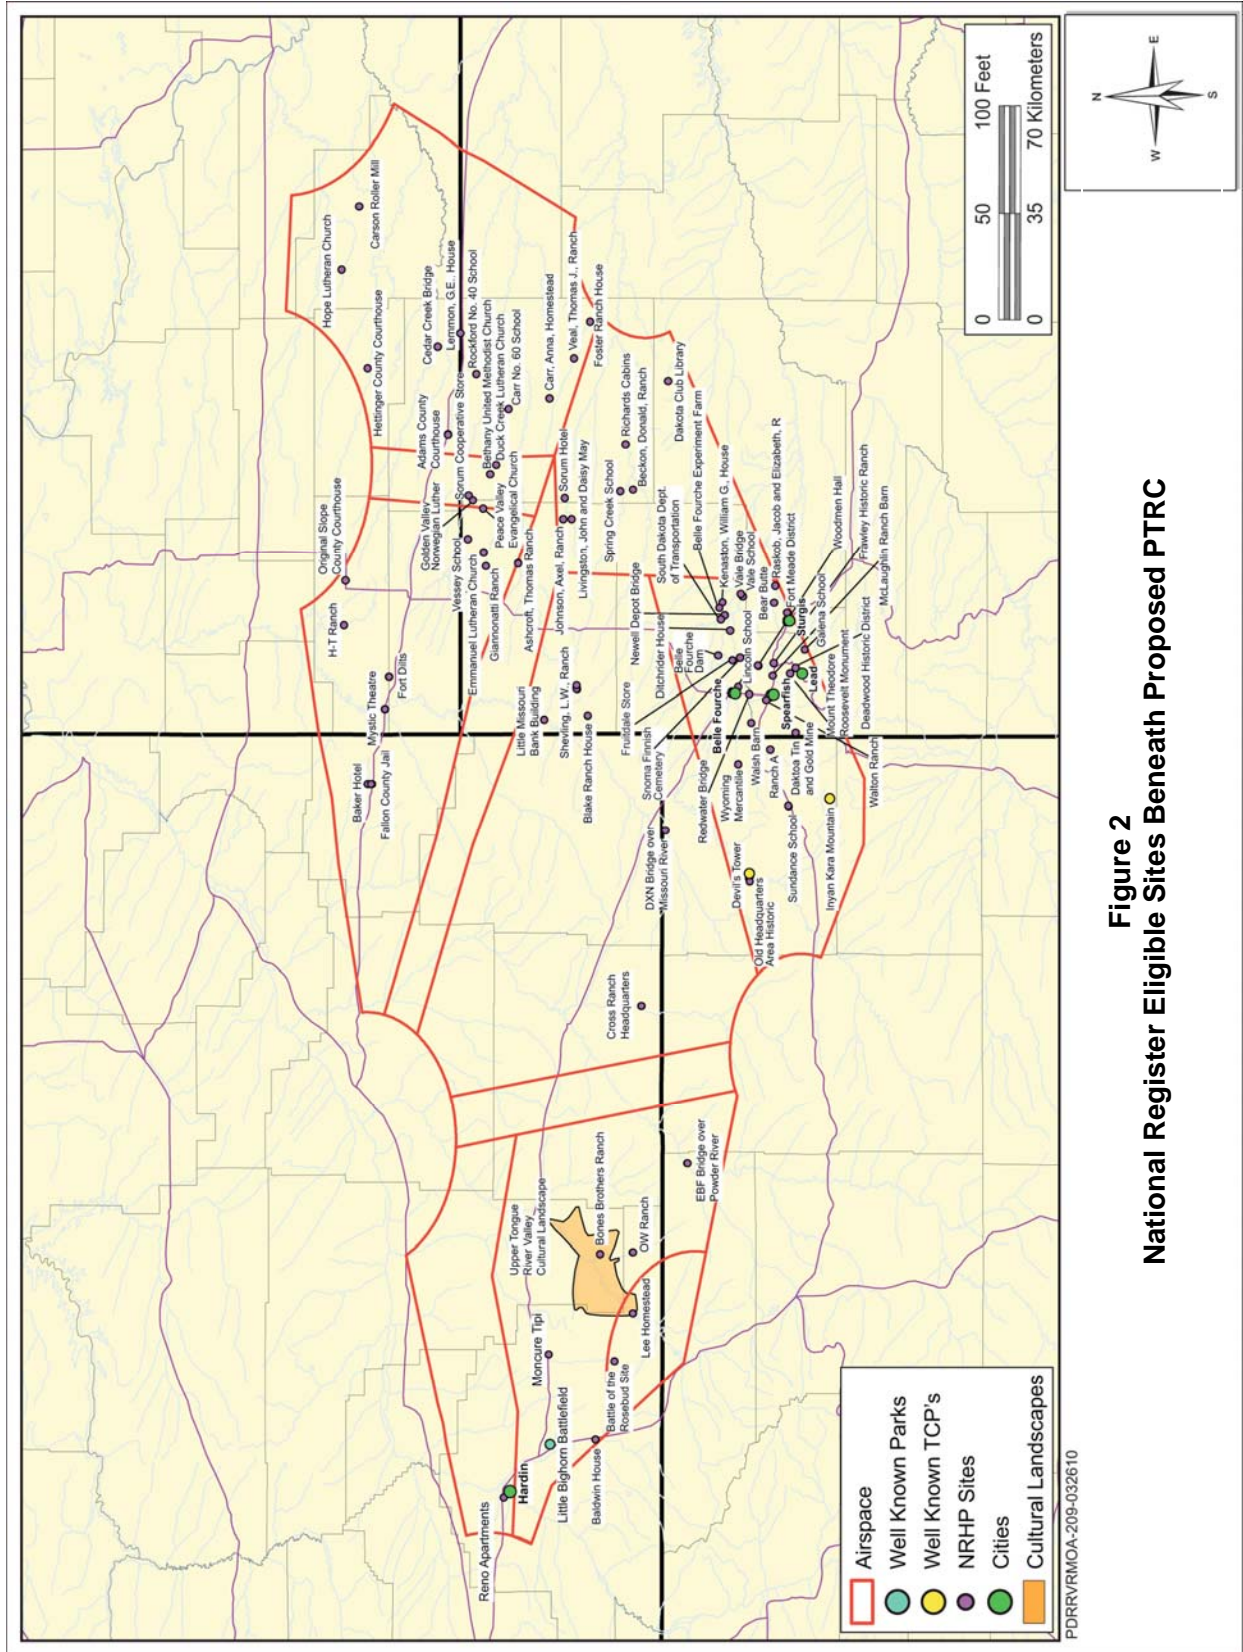 Hope Lutheran Church
Carson Roller Mill
Hettinger County Courthouse
Cedar Creek Bridge
Lemmon, G.E., House
Rockford No. 40 School
Bethany United Methodist Church
Duck Creek Lutheran Church
Carr No. 60 School
Carr, Anna, Homestead
Veal, Thomas J., Ranch
Foster Ranch House
Adams County
Courthouse
Sorum Cooperative Store
Golden Valley
Norwegian Luther
Peace Valley
Evangelical Church
Original Slope
County Courthouse
H-T Ranch
Vessey School
Emmanuel Lutheran Church
Giannonatti Ranch
Ashcroft, Thomas Ranch
Johnson, Axel, Ranch
Sorum Hotel
Livingston, John and Daisy May
Spring Creek School
Richards Cabins
Beckon, Donald, Ranch
Dakota Club Library
Mystic Theatre
Fort Dilts
Baker Hotel
Fallon County Jail
Little Missouri
Bank Building
Shevling, L.W., Ranch
Blake Ranch House
South Dakota Dept.
of Transportation
Belle Fourche Experiment Farm
Kenaston, William G., House
Newell Depot Bridge
Vale Bridge
Vale School
Bear Butte
Raskob, Jacob and Elizabeth, R
Fort Meade District
Woodmen Hall
Frawley Historic Ranch
McLaughlin Ranch Barn
Ditchrider House
Belle
Fourche
Dam
Lincoln School
Sturgis
Galena School
Fruitdale Store
Belle Fourche
Spearfish
Lead
Mount Theodore
Roosevelt Monument
Deadwood Historic District
Snoma Finnish
Cemetery
Redwater Bridge
Wyoming
Mercantile
Walsh Barn
Ranch A
Daktoa Tin
and Gold Mine
Walton Ranch
DXN Bridge over
Missouri River
Devil's Tower
Old Headquarters
Area Historic
Sundance School
Inyan Kara Mountain
Cross Ranch
Headquarters
EBF Bridge over
Powder River
Upper Tongue
River Valley
Cultural Landscape
Bones Brothers Ranch
OW Ranch
Lee Homestead
Moncure Tipi
Battle of the
Rosebud Site
Little Bighorn Battlefield
Baldwin House
Hardin
Reno Apartments
0 50 100 Feet
0 35 70 Kilometers
N
W E
S
Airspace
Well Known Parks
Well Known TCP's
NRHP Sites
Cities
Cultural Landscapes
PDRRVRMOA-209-032610
Figure 2
National Register Eligible Sites Beneath Proposed PTRC